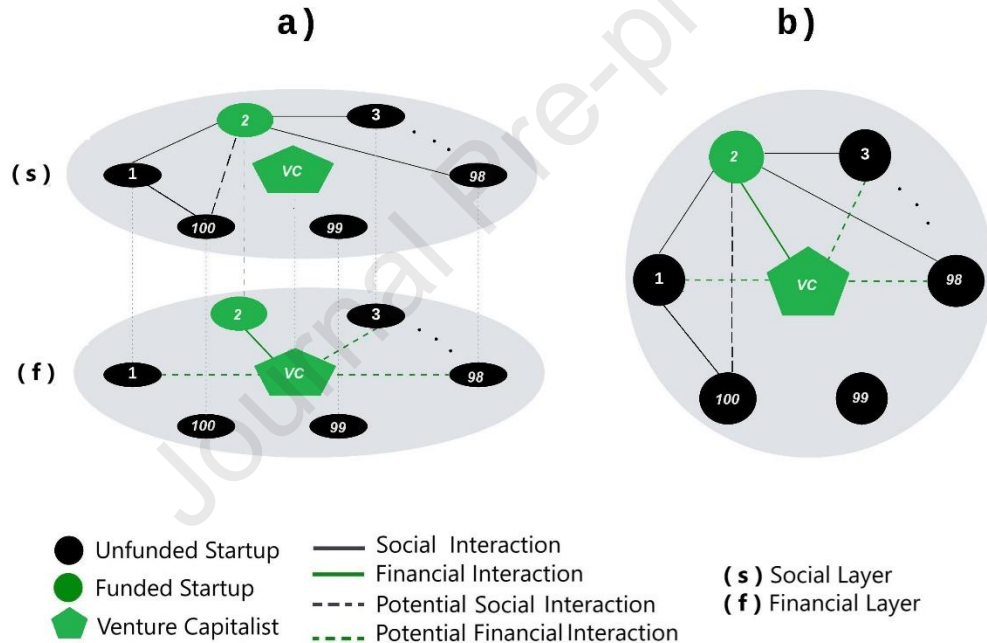 a)
b)
Journal Pre-pr
(s)
2
3
1
VC
98
100
99
(f)
2
3
1
VC
98
100
99
2
3
1
VC
98
100
99
Unfunded Startup
Funded Startup
Venture Capitalist
Social Interaction
Financial Interaction
Potential Social Interaction
Potential Financial Interaction
(s) Social Layer
(f) Financial Layer